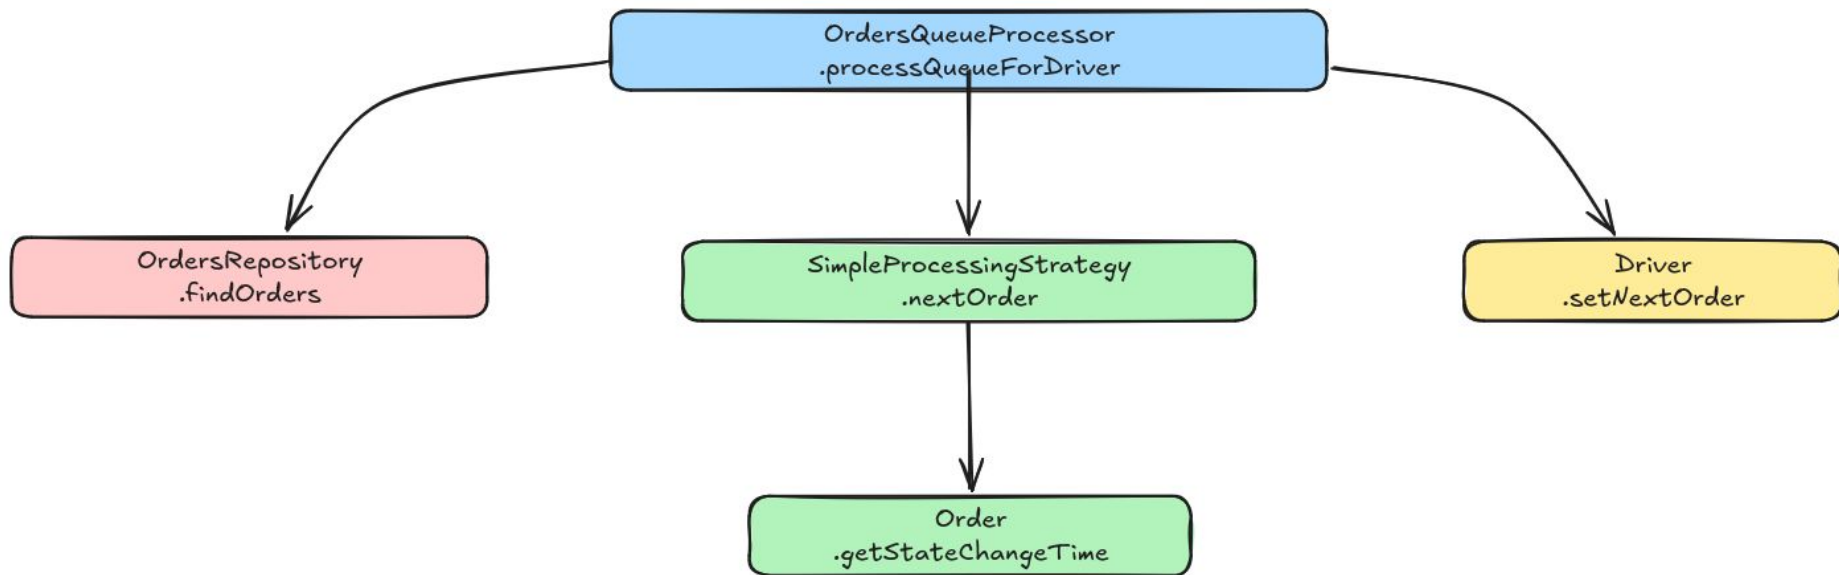 OrdersQueueProcessor
.processQueueForDriver
OrdersRepository
.findOrders
SimpleProcessingStrategy
.nextOrder
Driver
.setNextOrder
Order
.getStateChangeTime